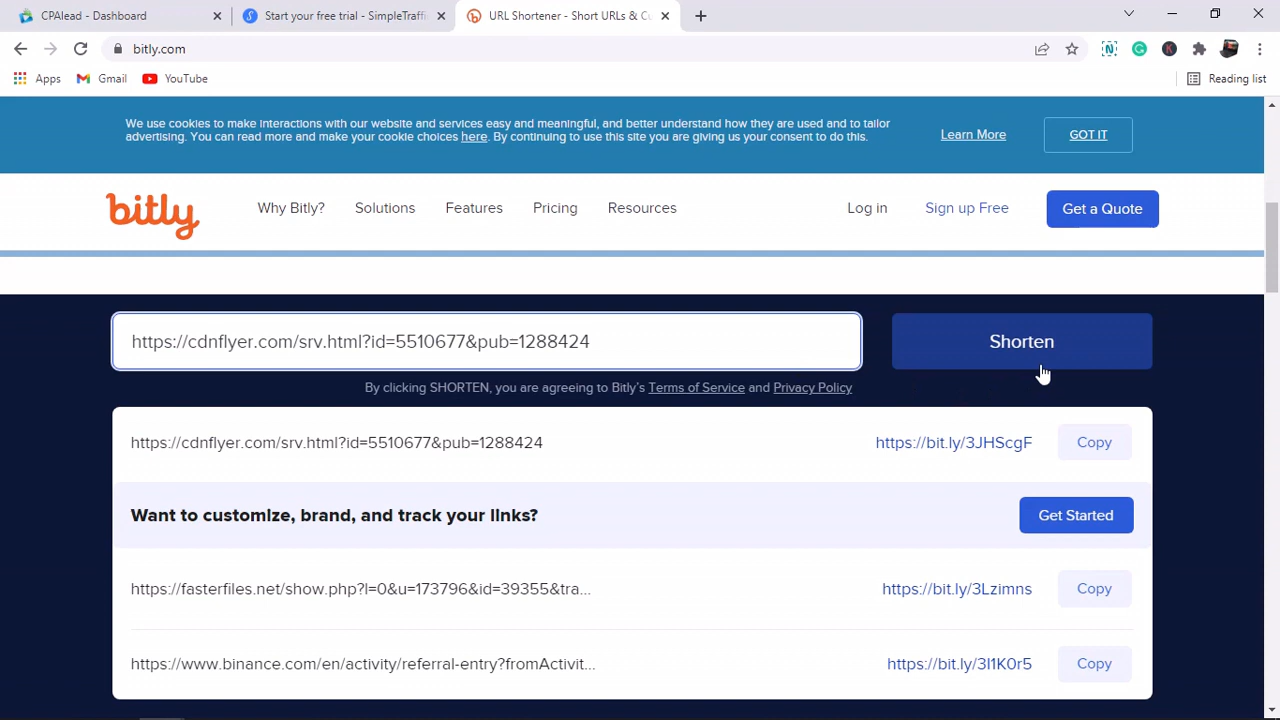 CPAlead - Dashboard
Start your free trial - SimpleTraffi
URL Shortener - Short URLs & Cu
bitly.com
Apps
Gmail
YouTube
Reading list
We use cookies to make interactions with our website and services easy and meaningful, and better understand how they are used and to tailor
advertising. You can read more and make your cookie choices here. By continuing to use this site you are giving us your consent to do this.
Learn More
GOT IT
bitly
Why Bitly?
Solutions
Features
Pricing
Resources
Log in
Sign up Free
Get a Quote
https://cdnflyer.com/srv.html?id=5510677&pub=1288424
Shorten
By clicking SHORTEN, you are agreeing to Bitly's Terms of Service and Privacy Policy
https://cdnflyer.com/srv.html?id=5510677&pub=1288424
https://bit.ly/3JHScgF
Copy
Want to customize, brand, and track your links?
Get Started
https://fasterfiles.net/show.php?l=0&u=173796&id=39355&tra...
https://bit.ly/3Lzimns
Copy
https://www.binance.com/en/activity/referral-entry?fromActivit...
https://bit.ly/3I1K0r5
Copy